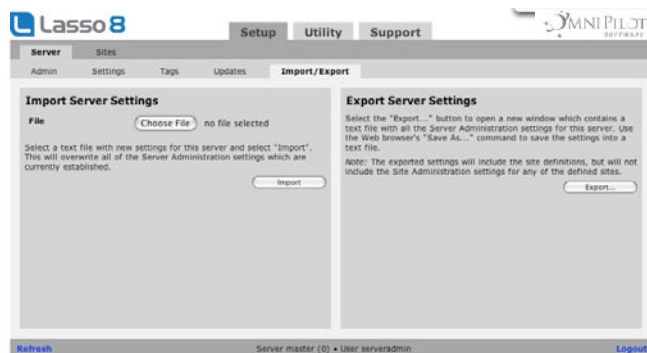 Lasso 8
Setup Utility Support
OMNIPILOT
SOFTWARE
Server Sites
Admin Settings Tags Updates Import/Export
Import Server Settings
File Choose File no file selected
Select a text file with new settings for this server and select "Import".
This will overwrite all of the Server Administration settings which are
currently established.
Import
Export Server Settings
Select the "Export..." button to open a new window which contains a
text file with all the Server Administration settings for this server. Use
the Web browser's "Save As..." command to save the settings into a
text file.
Note: The exported settings will include the site definitions, but will not
include the Site Administration settings for any of the defined sites.
Export...
Refresh Server master (0) • User serveradmin Logout